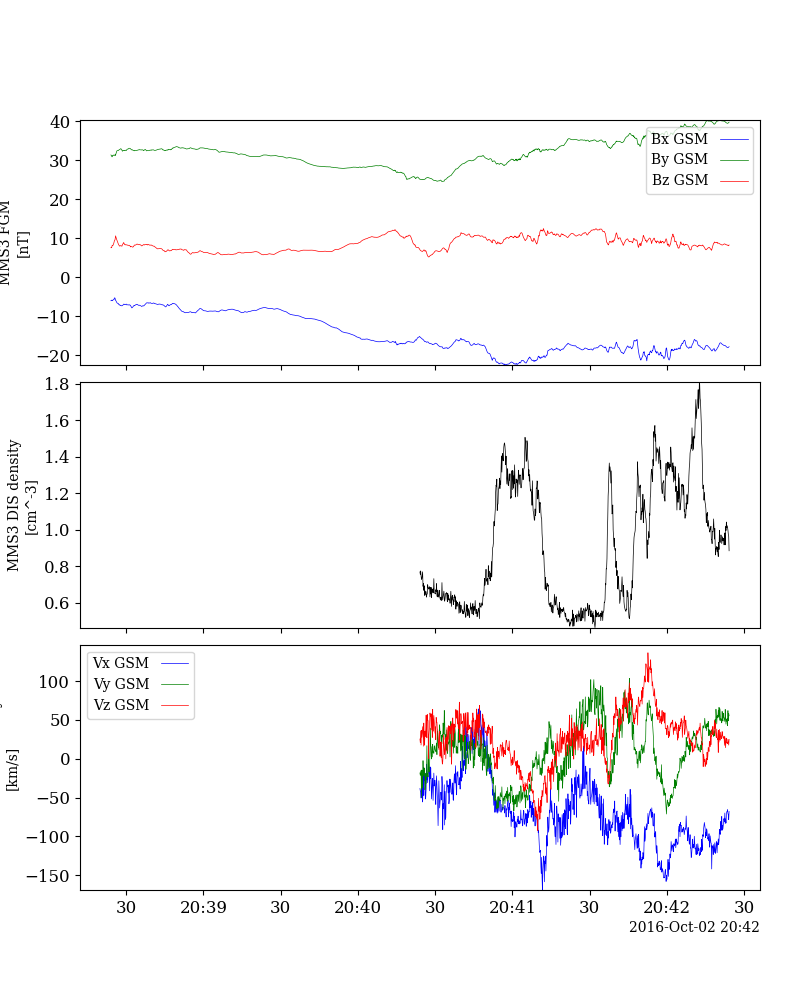 40
30
20
10
0
−10
−20
MMS3 FGM
[nT]
Bx GSM
By GSM
Bz GSM
1.8
1.6
1.4
1.2
1.0
0.8
0.6
MMS3 DIS density
[cm^-3]
100
50
0
−50
−100
−150
[km/s]
Vx GSM
Vy GSM
Vz GSM
30 20:39 30 20:40 30 20:41 30 20:42 30
2016-Oct-02 20:42